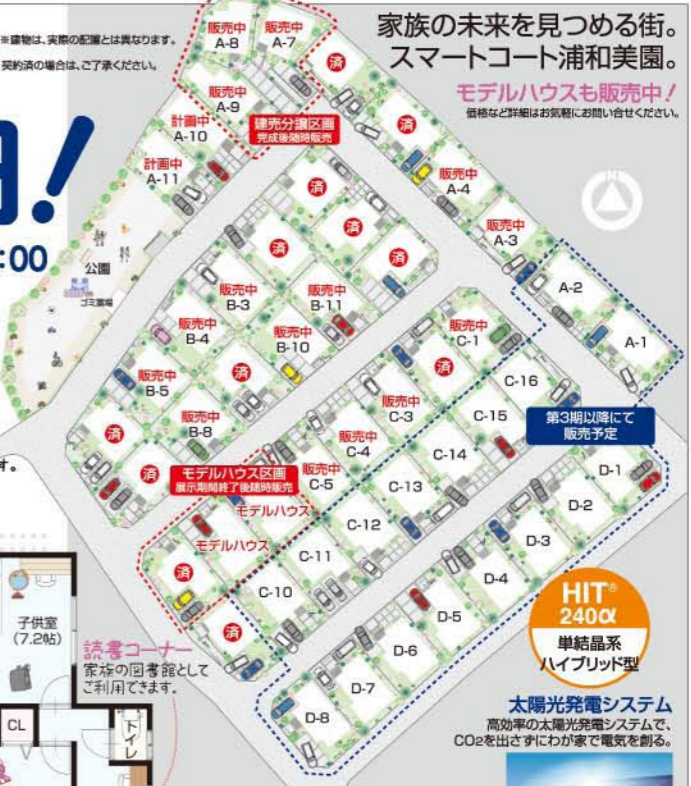 ※建物は、実際の配置とは異なります。
契約済の場合は、ご了承ください。
家族の未来を見つめる街。
スマートコート浦和美園。
モデルハウスも販売中!
価格など詳細はお気軽にお問い合せください。
!
:00
販売中
A-8
販売中
A-7
済
販売中
A-9
計画中
A-10
計画中
A-11
建売分譲区画
完成後随時販売
済
販売中
A-4
販売中
A-3
A-2
A-1
公園
ゴミ置場
済
済
済
済
販売中
B-3
販売中
B-11
販売中
B-4
販売中
B-10
販売中
B-5
済
販売中
B-8
済
済
販売中
C-1
済
C-16
販売中
C-3
C-15
販売中
C-4
C-14
販売中
C-5
C-13
第3期以降にて
販売予定
モデルハウス区画
展示期間終了後随時販売
モデルハウス
C-12
モデルハウス
C-11
済
C-10
済
D-1
D-2
D-3
D-4
D-5
D-6
D-7
D-8
す。
子供室
(7.2帖)
CL
トイレ
読書コーナー
家族の図書館として
ご利用できます。
HIT®
240α
単結晶系
ハイブリッド型
太陽光発電システム
高効率の太陽光発電システムで、
CO2を出さずにわが家で電気を創る。